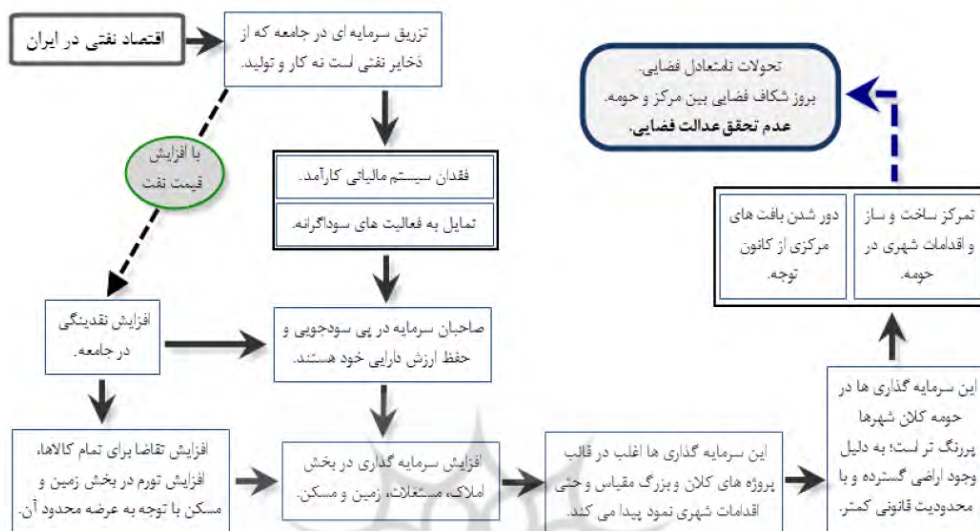 اقتصاد نفتی در ایران
تزریق سرمایه ای در جامعه که از
ذخایر نفتی است نه کار و تولید.
با افزایش
قیمت نفت
فقدان سیستم مالیاتی کارآمد.
تمایل به فعالیت های سوداگرانه.
افزایش نقدینگی
در جامعه.
صاحبان سرمایه در پی سودجویی و
حفظ ارزش دارایی خود هستند.
افزایش تقاضا برای تمام کالاها،
افزایش تورم در بخش زمین و
مسکن با توجه به عرضه محدود آن.
افزایش سرمایه گذاری در بخش
املاک، مستغلات، زمین و مسکن.
این سرمایه گذاری ها اغلب در قالب
پروژه های کلان و بزرگ مقیاس و حتی
اقدامات شهری نمود پیدا می کند.
این سرمایه گذاری ها در
حومه کلان شهرها
پررنگ تر است؛ به دلیل
وجود اراضی گسترده و با
محدودیت قانونی کمتر.
تمرکز ساخت و ساز
و اقدامات شهری در
حومه.
دور شدن بافت های
مرکزی از کانون
توجه.
تحولات نامتعادل فضایی.
بروز شکاف فضایی بین مرکز و حومه.
عدم تحقق عدالت فضایی.